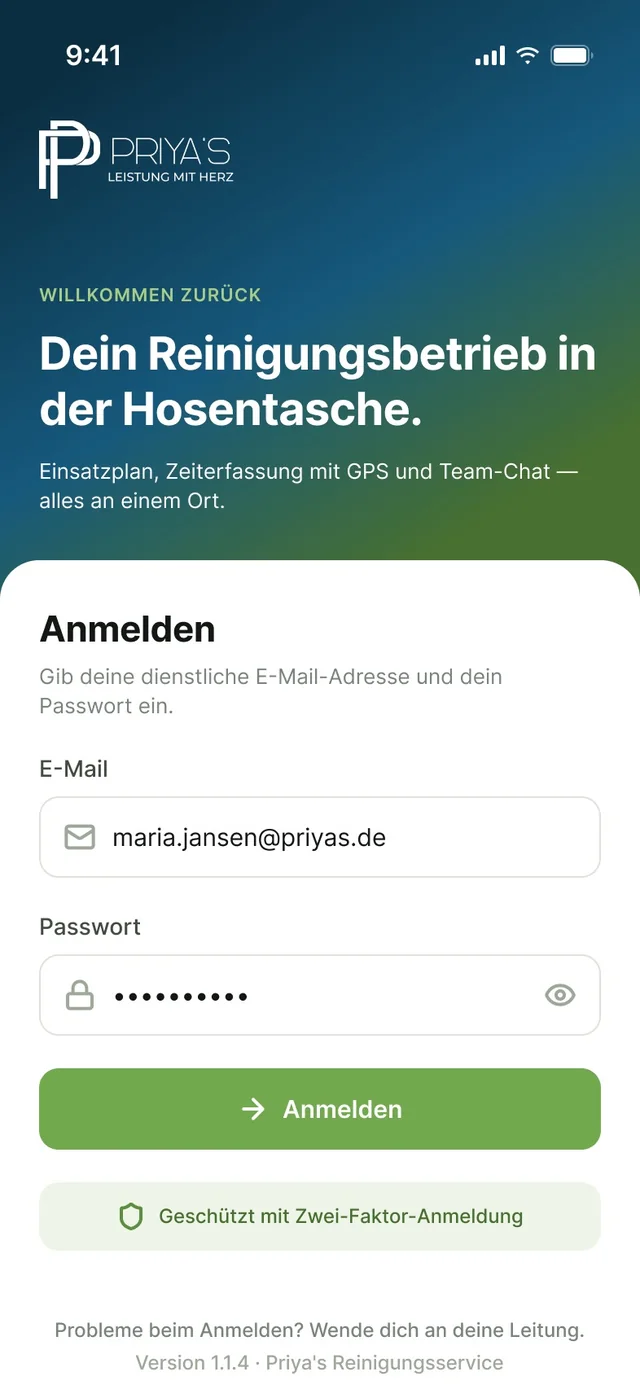 9:41
PRIYA'S
LEISTUNG MIT HERZ
WILLKOMMEN ZURÜCK
Dein Reinigungsbetrieb in
der Hosentasche.
Einsatzplan, Zeiterfassung mit GPS und Team-Chat —
alles an einem Ort.
Anmelden
Gib deine dienstliche E-Mail-Adresse und dein
Passwort ein.
E-Mail
maria.jansen@priyas.de
Passwort
••••••••••
Anmelden
Geschützt mit Zwei-Faktor-Anmeldung
Probleme beim Anmelden? Wende dich an deine Leitung.
Version 1.1.4 · Priya's Reinigungsservice